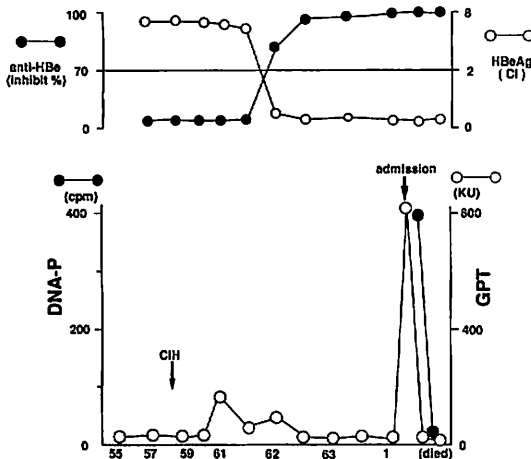 100
8
anti-HBe
(inhibit %)
HBeAg
(CI)
70
2
0
0
admission
(cpm)
(KU)
400
800
DNA-P
GPT
200
400
CIH
0
0
55 57 59 61 62 63 1 (died)